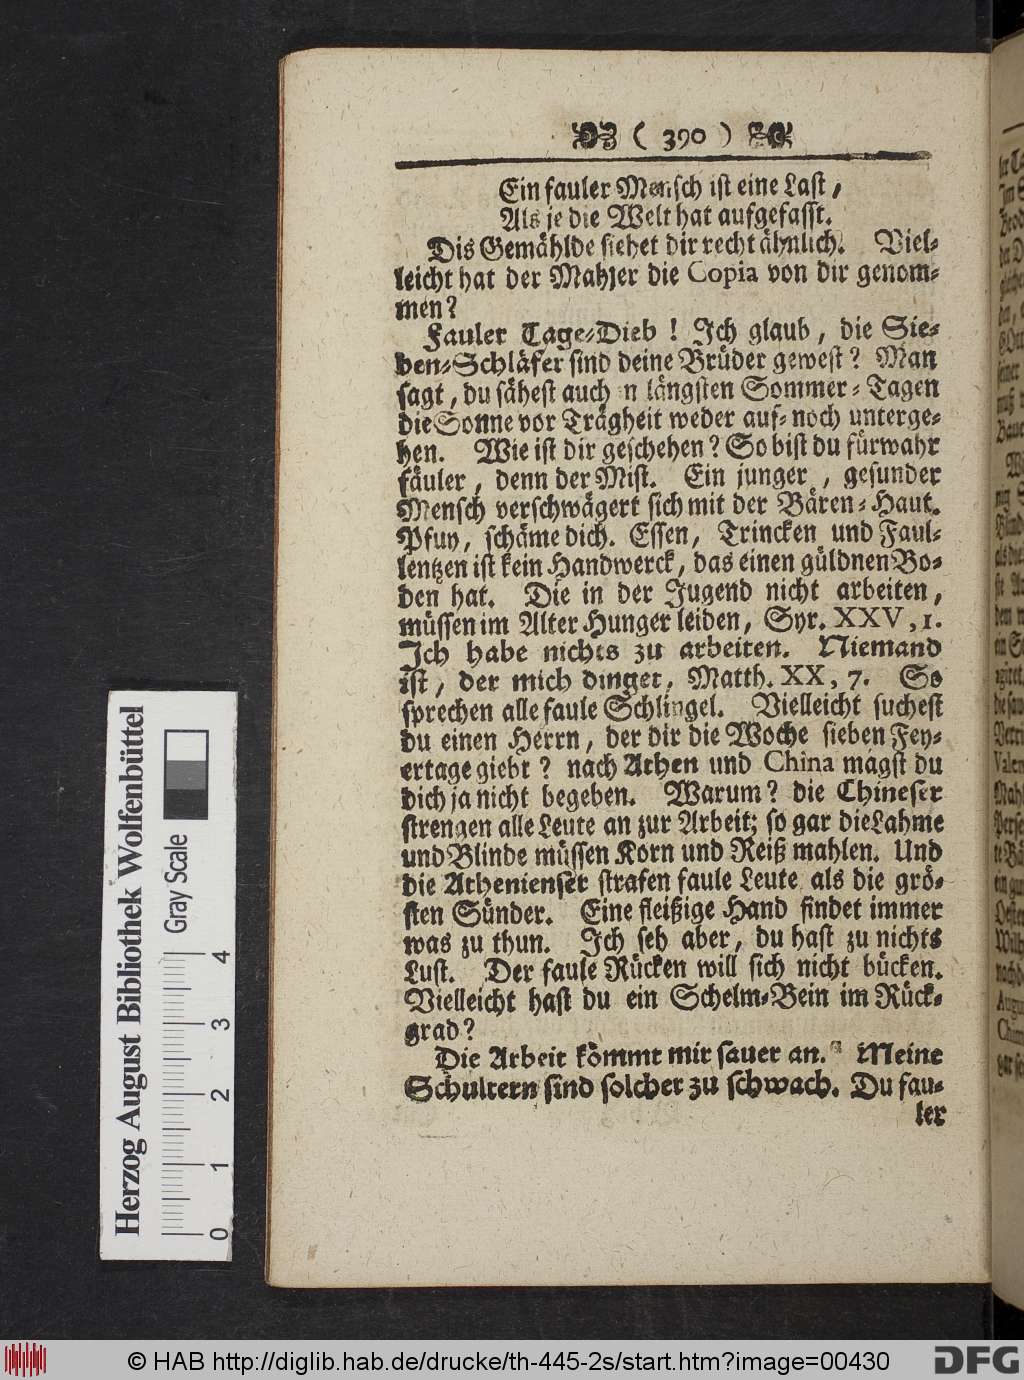 ( 390 )
Ein fauler Mensch ist eine Last,
Als je die Welt hat aufgefasst.
Dis Gemählde siehet dir recht ähnlich. Viel-
leicht hat der Mahler die Copia von dir genom-
men?
Fauler Tage-Dieb! Ich glaub, die Sie-
ben-Schläfer sind deine Brüder gewest? Man
sagt, du sähest auch in längsten Sommer-Tagen
die Sonne vor Trägheit weder auf- noch unterge-
hen. Wie ist dir geschehen? So bist du fürwahr
fäuler, denn der Mist. Ein junger, gesunder
Mensch verschwägert sich mit der Bären-Haut.
Pfuy, schäme dich. Essen, Trincken und Faul-
lentzen ist kein Handwerck, das einen güldnen Bo-
den hat. Die in der Jugend nicht arbeiten,
müssen im Alter Hunger leiden, Syr. XXV, 1.
Ich habe nichts zu arbeiten. Niemand
ist, der mich dinget, Matth. XX, 7. So
sprechen alle faule Schlingel. Vielleicht suchest
du einen Herrn, der dir die Woche sieben Fey-
ertage giebt? nach Athen und China magst du
dich ja nicht begeben. Warum? die Chineser
strengen alle Leute an zur Arbeit; so gar die Lahme
und Blinde müssen Korn und Reiß mahlen. Und
die Athenienser strafen faule Leute als die grö-
sten Sünder. Eine fleißige Hand findet immer
was zu thun. Ich seh aber, du hast zu nichts
Lust. Der faule Rücken will sich nicht bücken.
Vielleicht hast du ein Schelm-Bein im Rück-
grad?
Die Arbeit kömmt mir sauer an. Meine
Schultern sind solcher zu schwach. Du fau-
ler
Herzog August Bibliothek Wolfenbüttel
Gray Scale
0 1 2 3 4
© HAB http://diglib.hab.de/drucke/th-445-2s/start.htm?image=00430
DFG